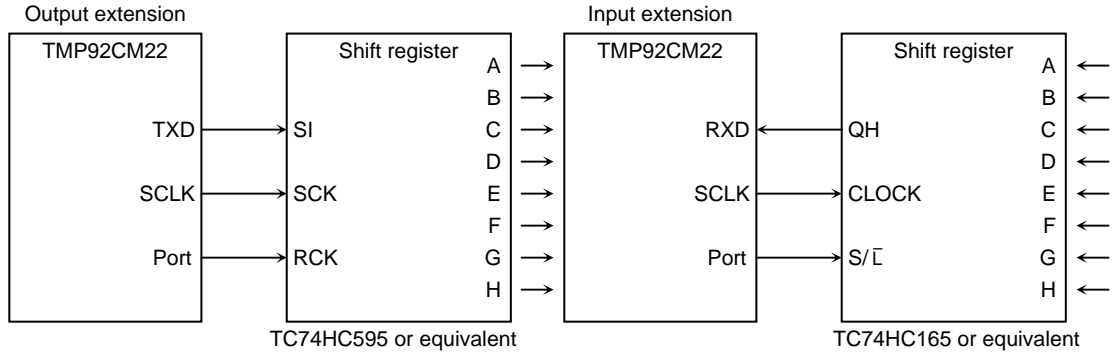 Output extension
TMP92CM22
TXD
SCLK
Port
Shift register
SI
SCK
RCK
A
B
C
D
E
F
G
H
TC74HC595 or equivalent
Input extension
TMP92CM22
RXD
SCLK
Port
Shift register
QH
CLOCK
S/L̅
A
B
C
D
E
F
G
H
TC74HC165 or equivalent